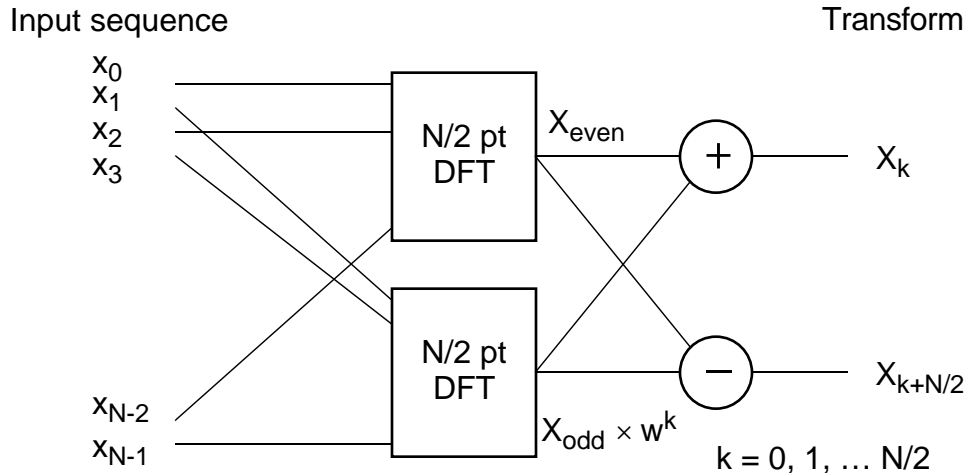 Input sequence
Transform
x0
x1
x2
x3
xN-2
xN-1
N/2 pt
DFT
N/2 pt
DFT
Xeven
Xodd × wk
+
−
Xk
Xk+N/2
k = 0, 1, … N/2